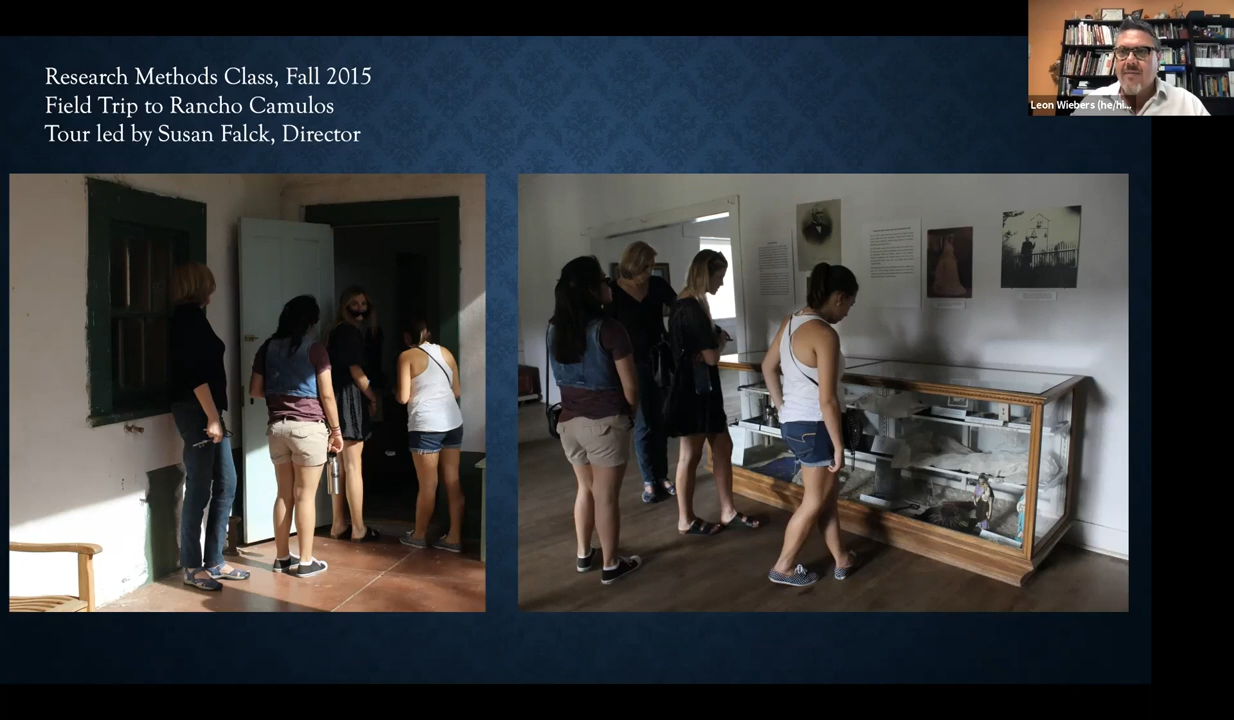 Research Methods Class, Fall 2015
Field Trip to Rancho Camulos
Tour led by Susan Falck, Director
Leon Wiebers (he/hi...